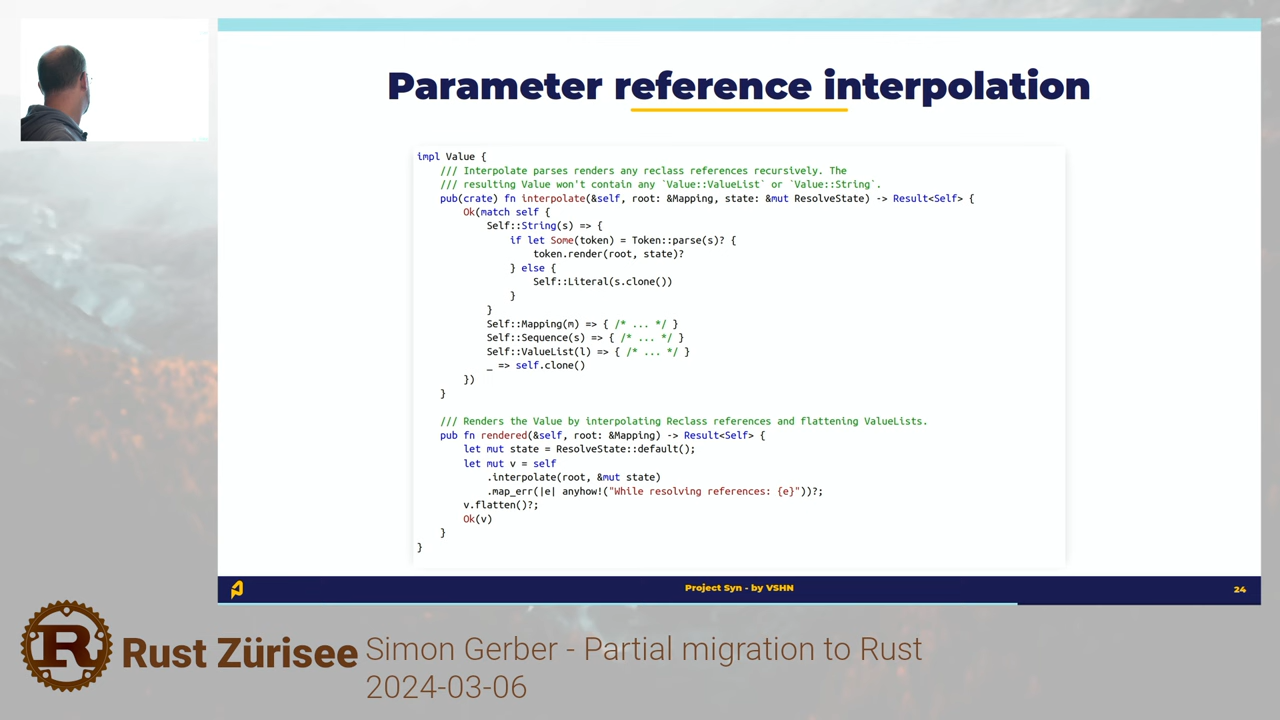 Parameter reference interpolation
impl Value {
/// Interpolate parses renders any reclass references recursively. The
/// resulting Value won't contain any `Value::ValueList` or `Value::String`.
pub(crate) fn interpolate(&self, root: &Mapping, state: &mut ResolveState) -> Result<Self> {
Ok(match self {
Self::String(s) => {
if let Some(token) = Token::parse(s)? {
token.render(root, state)?
} else {
Self::Literal(s.clone())
}
}
Self::Mapping(m) => { /* ... */ }
Self::Sequence(s) => { /* ... */ }
Self::ValueList(l) => { /* ... */ }
_ => self.clone()
})
}
/// Renders the Value by interpolating Reclass references and flattening ValueLists.
pub fn rendered(&self, root: &Mapping) -> Result<Self> {
let mut state = ResolveState::default();
let mut v = self
.interpolate(root, &mut state)
.map_err(|e| anyhow!("While resolving references: {e}"))?;
v.flatten()?;
Ok(v)
}
}
Project Syn - by VSHN
24
R
Rust Zürisee
Simon Gerber - Partial migration to Rust
2024-03-06